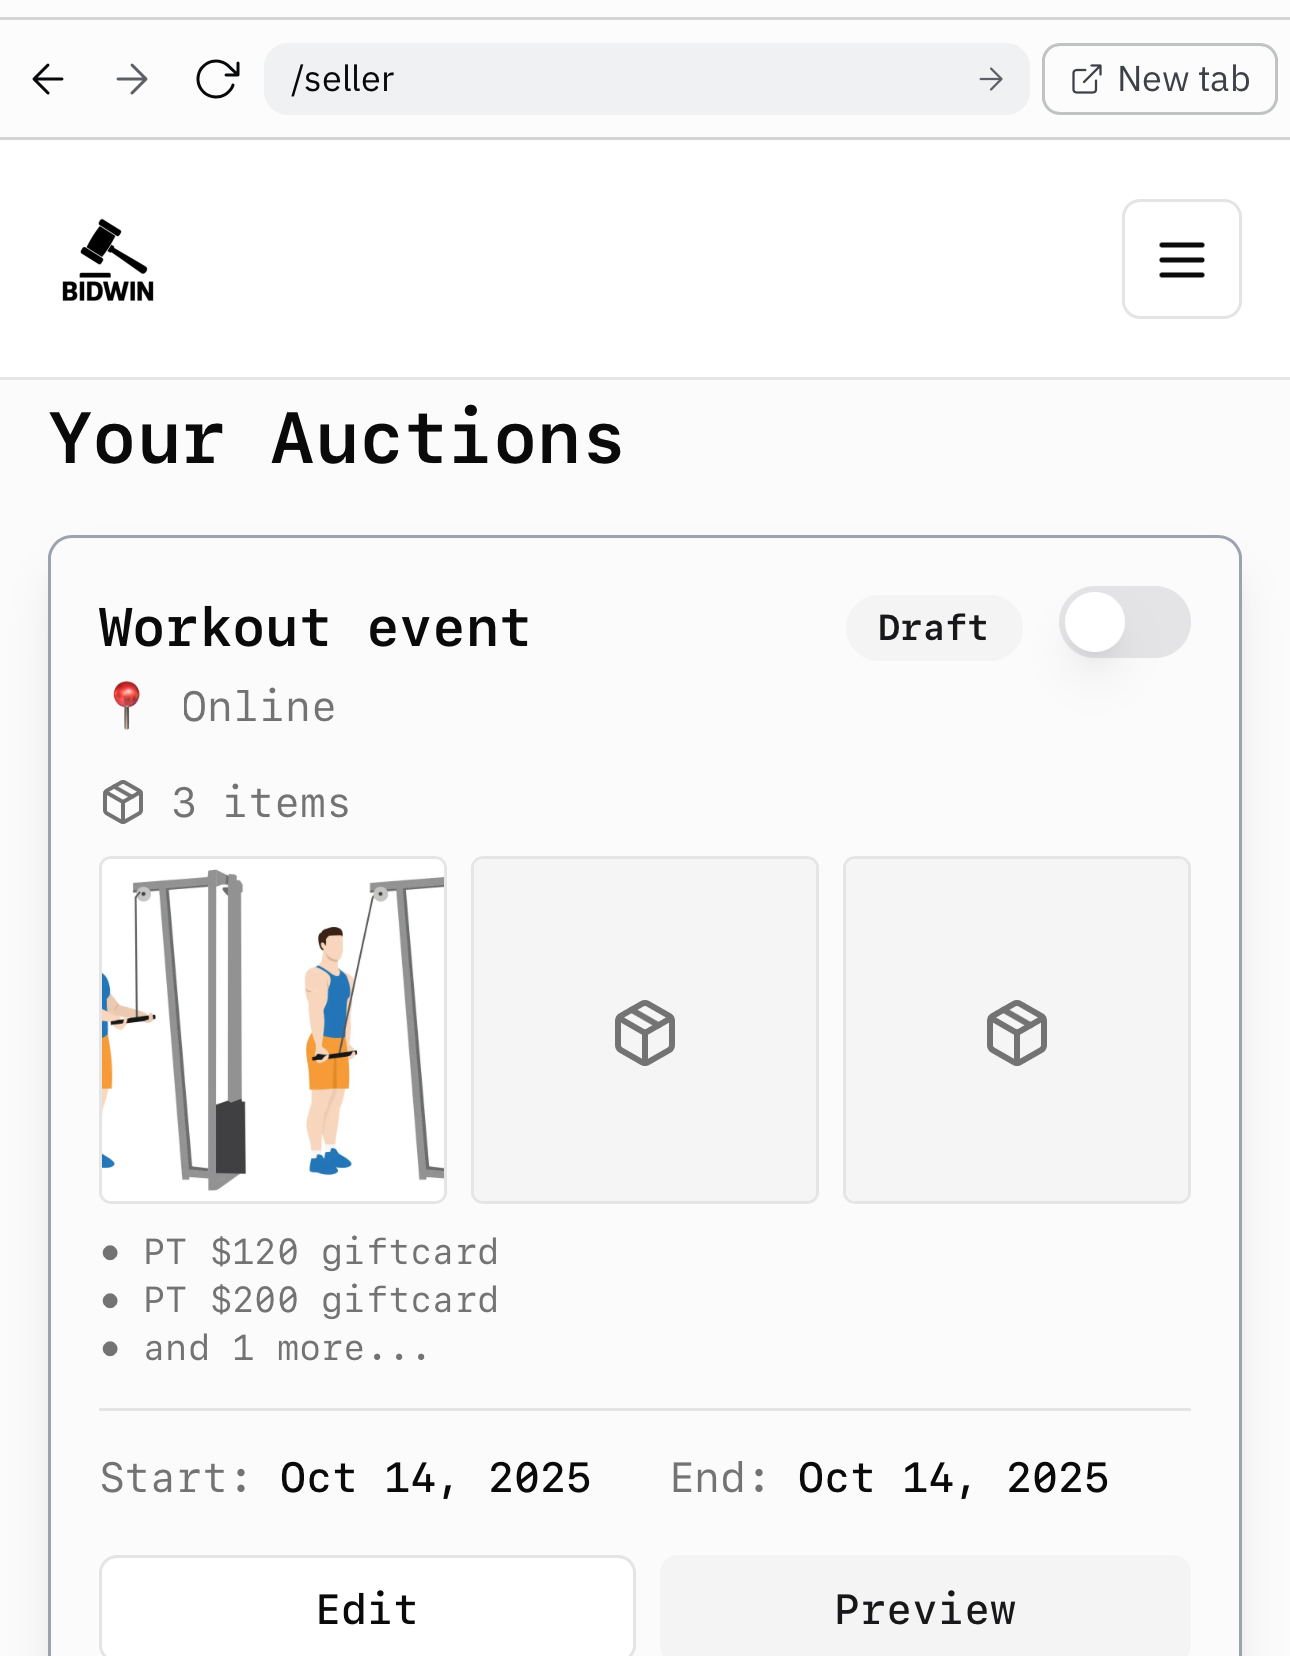 /seller
New tab
BIDWIN
Your Auctions
Workout event
Draft
Online
3 items
PT $120 giftcard
PT $200 giftcard
and 1 more...
Start: Oct 14, 2025
End: Oct 14, 2025
Edit
Preview